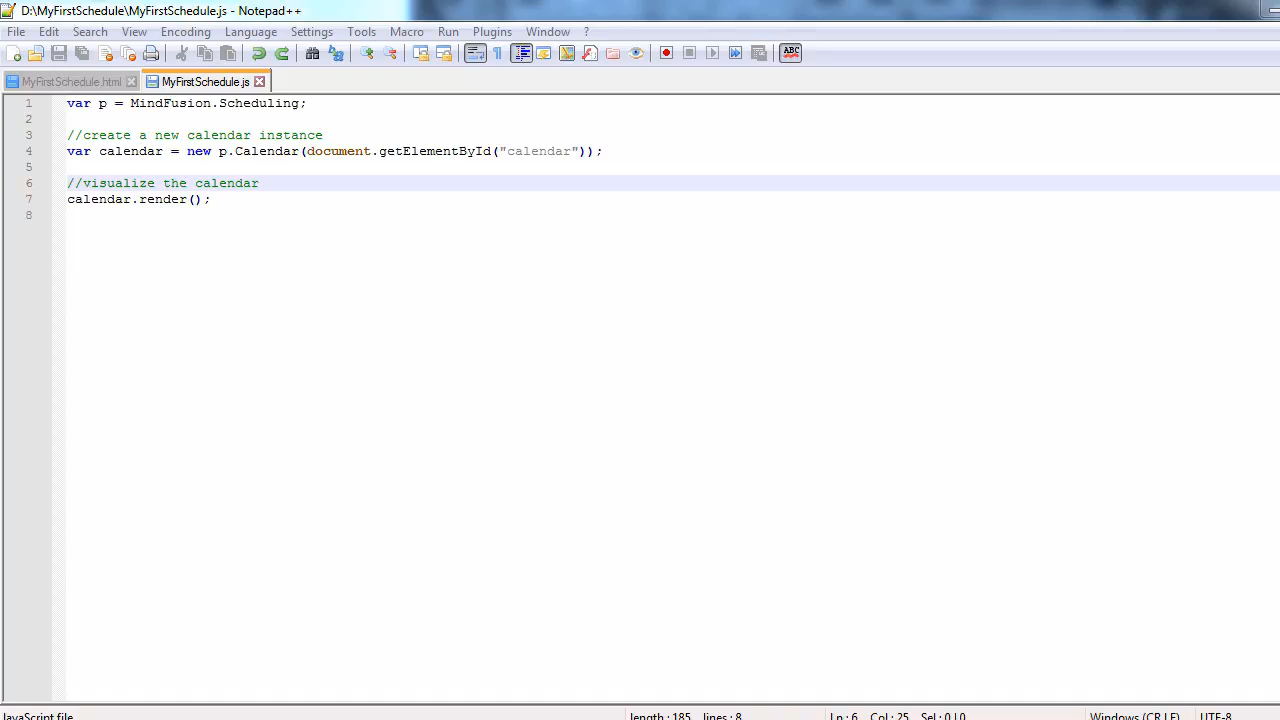 D:\MyFirstSchedule\MyFirstSchedule.js - Notepad++
File Edit Search View Encoding Language Settings Tools Macro Run Plugins Window ?
ABC
MyFirstSchedule.html MyFirstSchedule.js
1 var p = MindFusion.Scheduling;
2
3 //create a new calendar instance
4 var calendar = new p.Calendar(document.getElementById("calendar"));
5
6 //visualize the calendar
7 calendar.render();
8
JavaScript file length : 185 lines : 8 Ln : 6 Col : 25 Sel : 0 | 0 Windows (CR LF) UTF-8